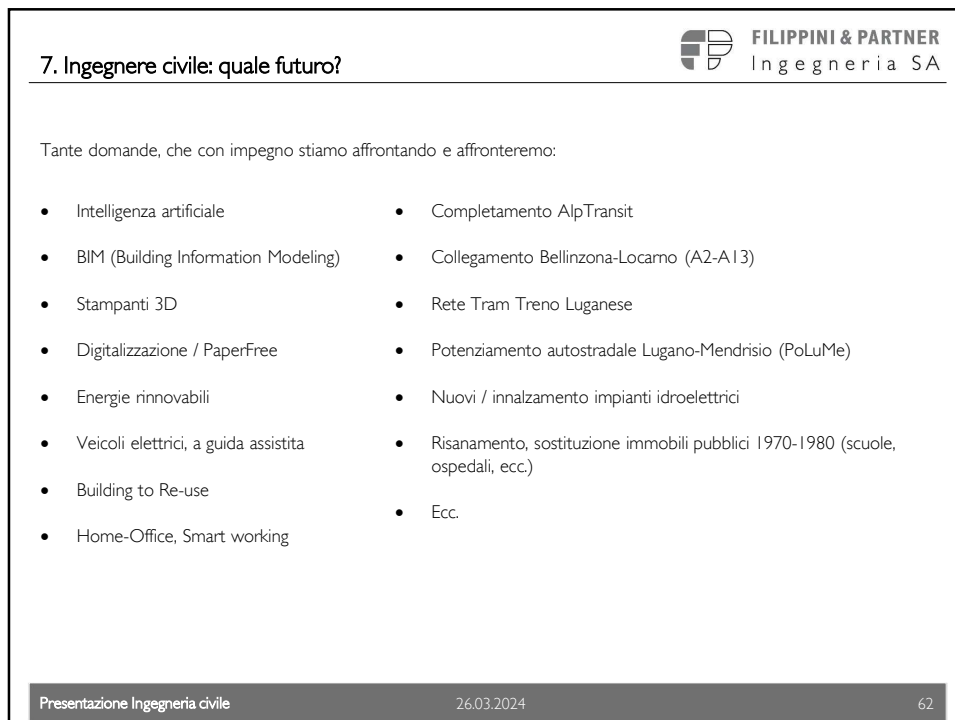 7. Ingegnere civile: quale futuro?
FILIPPINI & PARTNER
Ingegneria SA
Tante domande, che con impegno stiamo affrontando e affronteremo:
• Intelligenza artificiale
• BIM (Building Information Modeling)
• Stampanti 3D
• Digitalizzazione / PaperFree
• Energie rinnovabili
• Veicoli elettrici, a guida assistita
• Building to Re-use
• Home-Office, Smart working
• Completamento AlpTransit
• Collegamento Bellinzona-Locarno (A2-A13)
• Rete Tram Treno Luganese
• Potenziamento autostradale Lugano-Mendrisio (PoLuMe)
• Nuovi / innalzamento impianti idroelettrici
• Risanamento, sostituzione immobili pubblici 1970-1980 (scuole,
ospedali, ecc.)
• Ecc.
Presentazione Ingegneria civile
26.03.2024
62